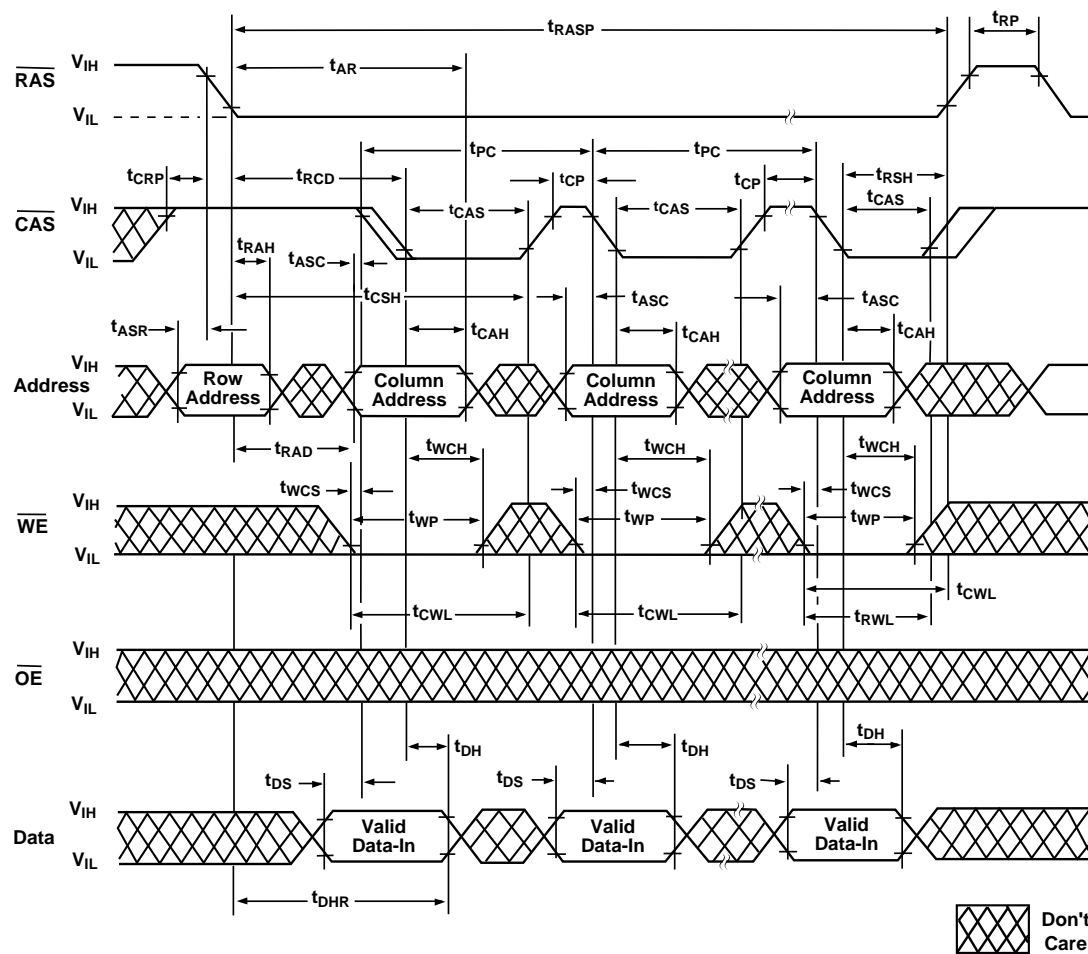 tRASP
tRP
RAS
VIH
VIL
tAR
tPC
tPC
tCRP
tRCD
tCP
tCP
tRSH
CAS
VIH
VIL
tCAS
tCAS
tCAS
tRAH
tASC
tCSH
tASC
tASC
tASR
tCAH
tCAH
tCAH
Address
VIH
VIL
Row
Address
Column
Address
Column
Address
Column
Address
tRAD
tWCH
tWCH
tWCH
tWCS
tWCS
tWCS
WE
VIH
VIL
tWP
tWP
tWP
tCWL
tCWL
tCWL
tRWL
OE
VIH
VIL
tDH
tDH
tDH
tDS
tDS
tDS
Data
VIH
VIL
Valid
Data-In
Valid
Data-In
Valid
Data-In
tDHR
Don't
Care